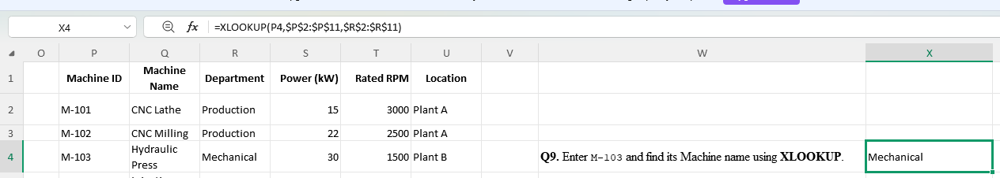 X4 fx =XLOOKUP(P4,$P$2:$P$11,$R$2:$R$11)
O P Q R S T U V W X
1 Machine ID Machine Name Department Power (kW) Rated RPM Location
2 M-101 CNC Lathe Production 15 3000 Plant A
3 M-102 CNC Milling Production 22 2500 Plant A
4 M-103 Hydraulic Press Mechanical 30 1500 Plant B Q9. Enter M-103 and find its Machine name using XLOOKUP. Mechanical